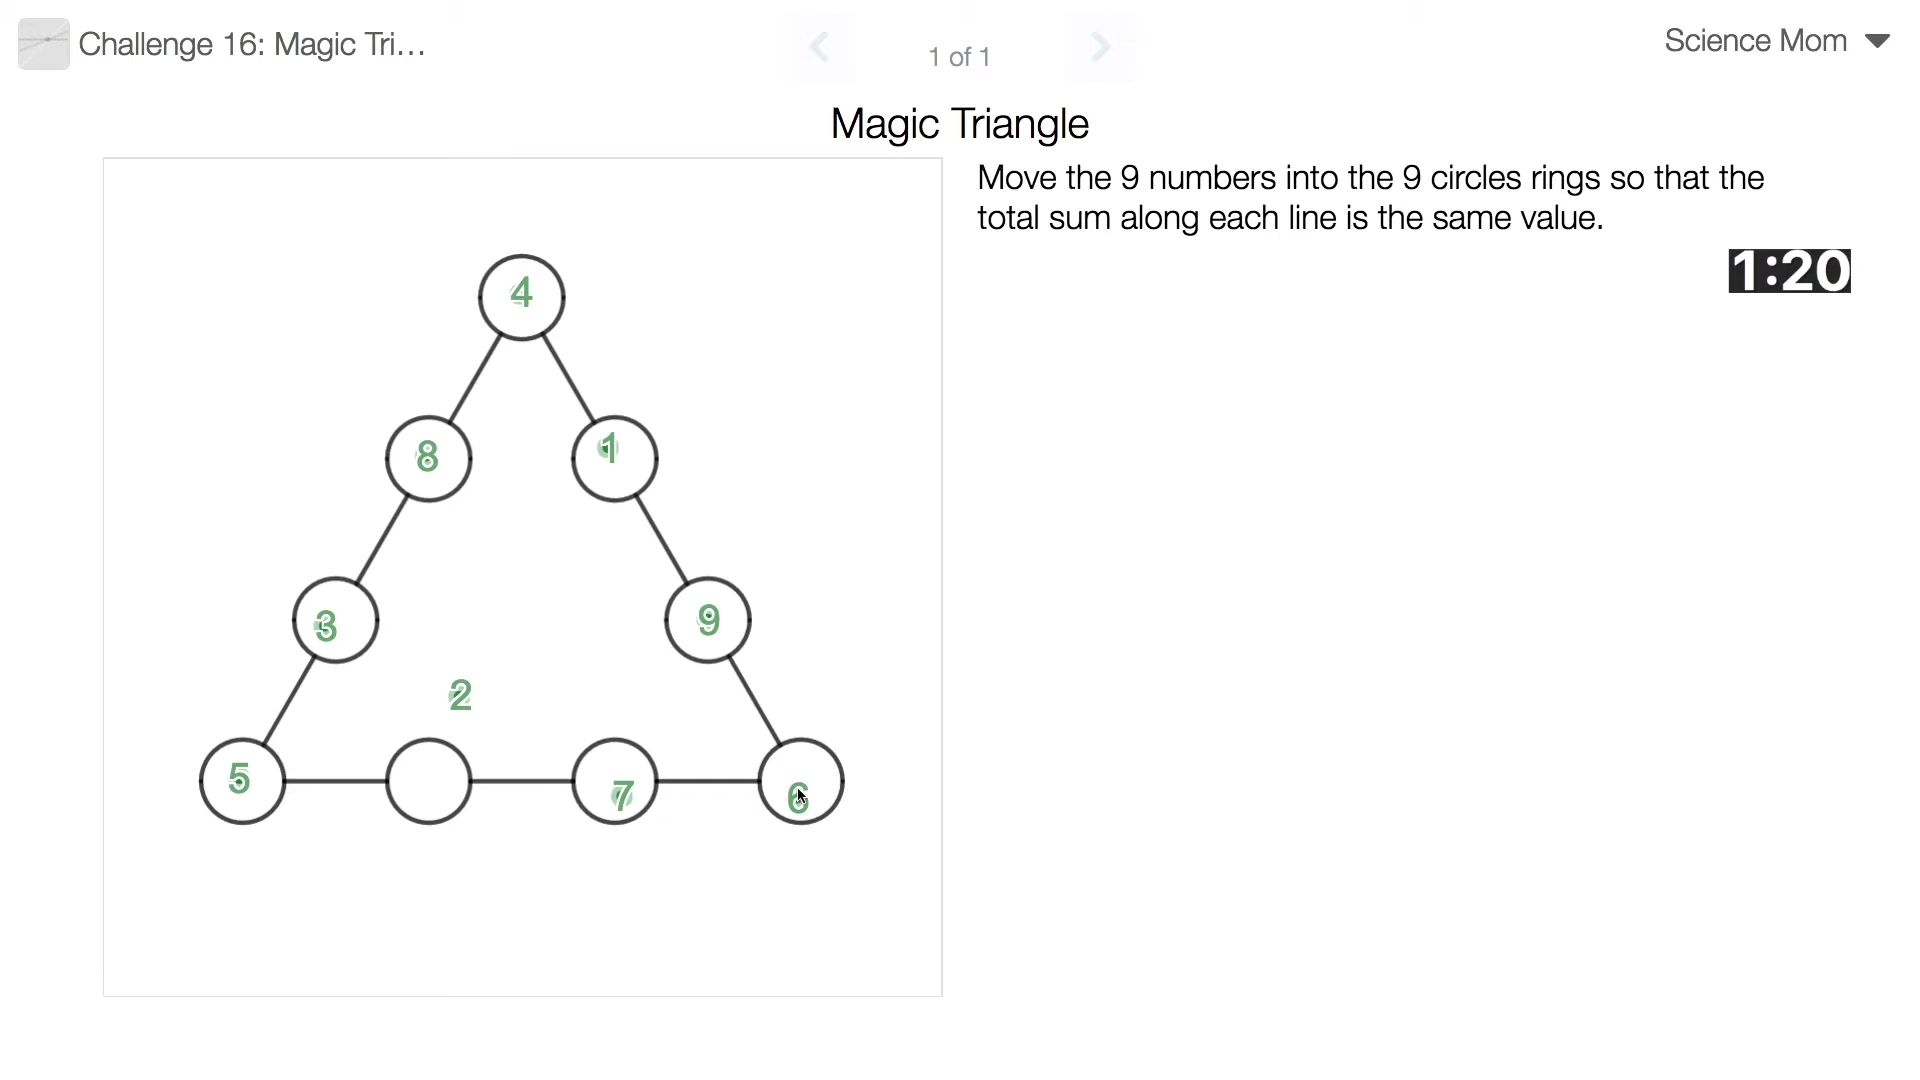 Challenge 16: Magic Tri...
1 of 1
Science Mom
Magic Triangle
Move the 9 numbers into the 9 circles rings so that the
total sum along each line is the same value.
1:20
4
8 1
3 9
2
5 7 6